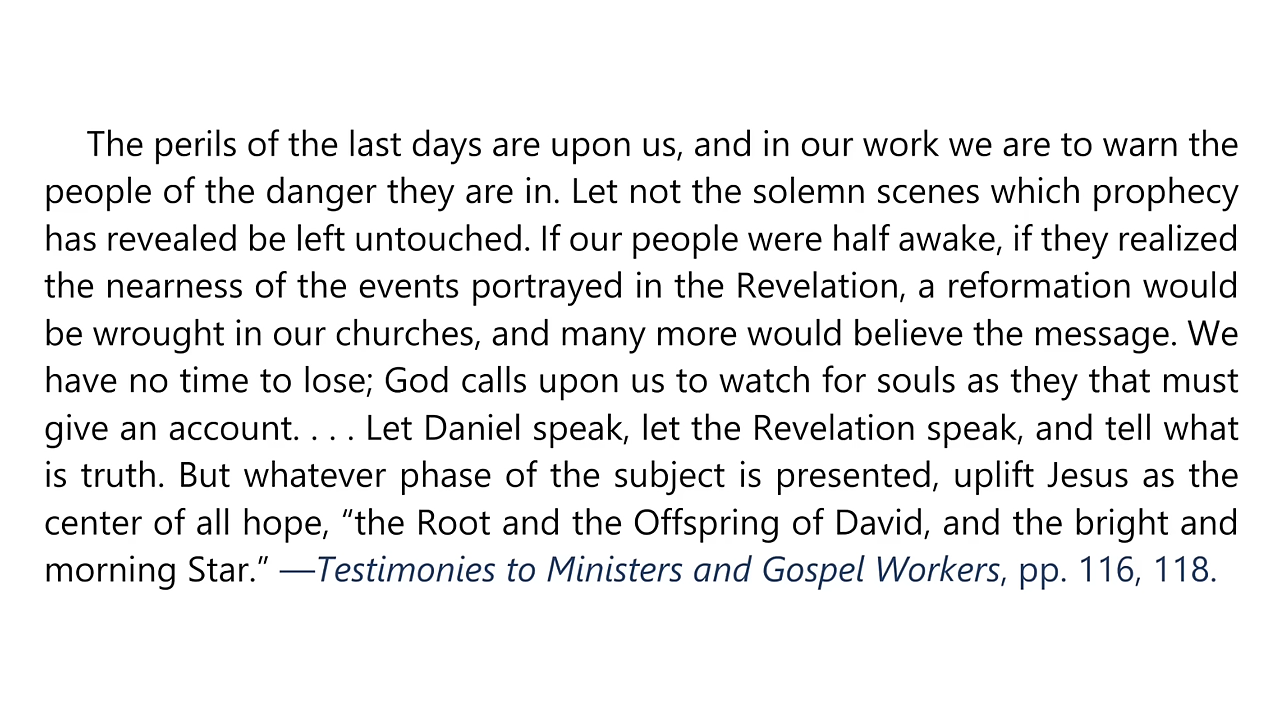 The perils of the last days are upon us, and in our work we are to warn the
people of the danger they are in. Let not the solemn scenes which prophecy
has revealed be left untouched. If our people were half awake, if they realized
the nearness of the events portrayed in the Revelation, a reformation would
be wrought in our churches, and many more would believe the message. We
have no time to lose; God calls upon us to watch for souls as they that must
give an account. . . . Let Daniel speak, let the Revelation speak, and tell what
is truth. But whatever phase of the subject is presented, uplift Jesus as the
center of all hope, “the Root and the Offspring of David, and the bright and
morning Star.” —Testimonies to Ministers and Gospel Workers, pp. 116, 118.